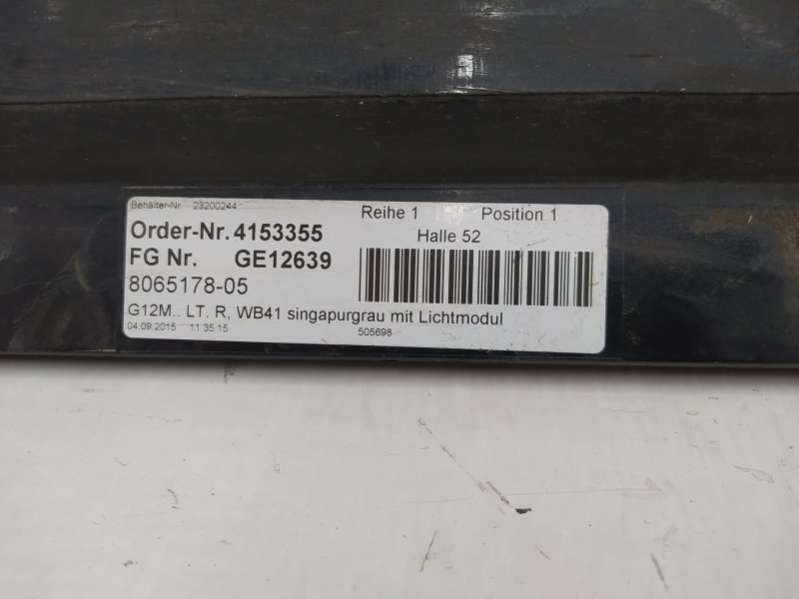 Behälter-Nr 23200244
Reihe 1 Position 1
Order-Nr. 4153355
Halle 52
FG Nr. GE12639
8065178-05
G12M.. LT. R, WB41 singapurgrau mit Lichtmodul
04.09.2015 11.35.15 505698